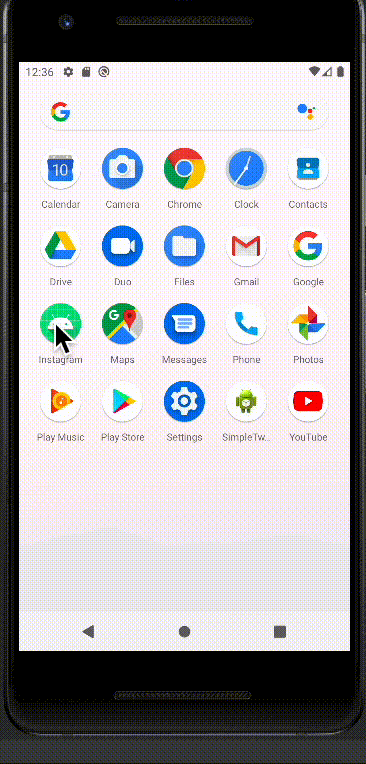 12:36
Calendar Camera Chrome Clock Contacts
Drive Duo Files Gmail Google
Instagram Maps Messages Phone Photos
Play Music Play Store Settings SimpleTw... YouTube